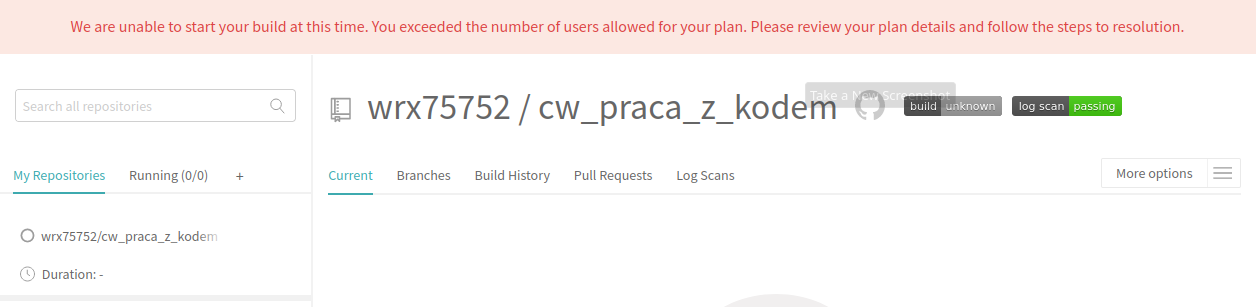 We are unable to start your build at this time. You exceeded the number of users allowed for your plan. Please review your plan details and follow the steps to resolution.
Search all repositories
wrx75752 / cw_praca_z_kodem
Take a New Screenshot
build unknown
log scan passing
My Repositories Running (0/0) +
Current Branches Build History Pull Requests Log Scans
More options
wrx75752/cw_praca_z_kodem
Duration: -